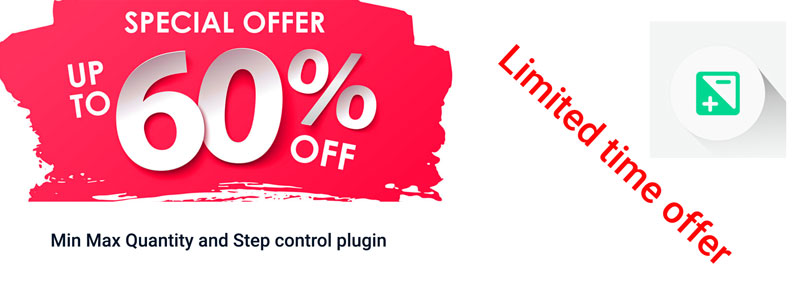 SPECIAL OFFER
UP
TO
60%
OFF
Min Max Quantity and Step control plugin
Limited time offer